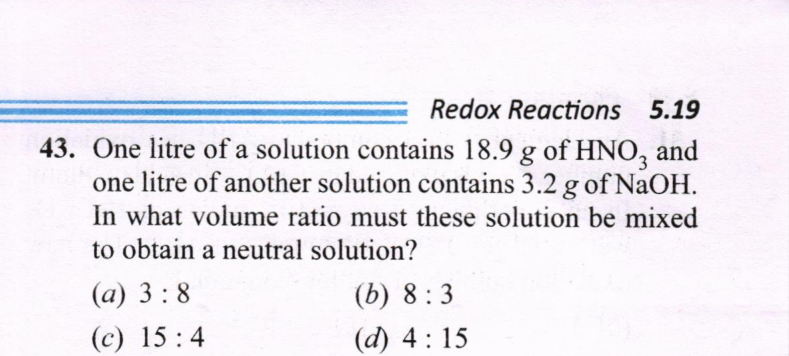 Redox Reactions 5.19
43. One litre of a solution contains 18.9 g of HNO₃ and
one litre of another solution contains 3.2 g of NaOH.
In what volume ratio must these solution be mixed
to obtain a neutral solution?
(a) 3 : 8 (b) 8 : 3
(c) 15 : 4 (d) 4 : 15